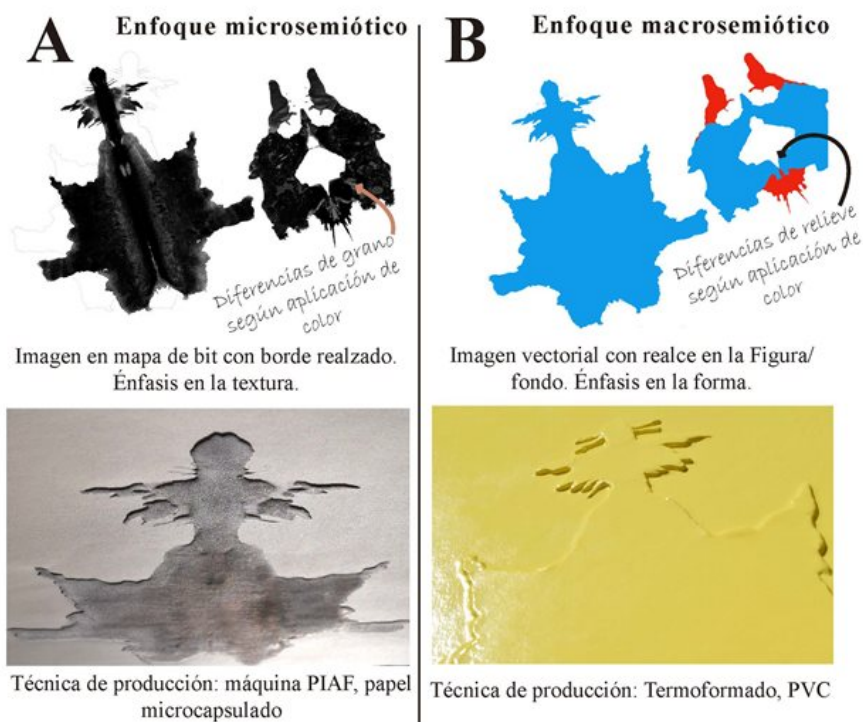 A
Enfoque microsemiótico
Diferencias de grano
según aplicación de
color
Imagen en mapa de bit con borde realzado.
Énfasis en la textura.
Técnica de producción: máquina PIAF, papel
microcapsulado
B
Enfoque macrosemiótico
Diferencias de relieve
según aplicación de
color
Imagen vectorial con realce en la Figura/
fondo. Énfasis en la forma.
Técnica de producción: Termoformado, PVC